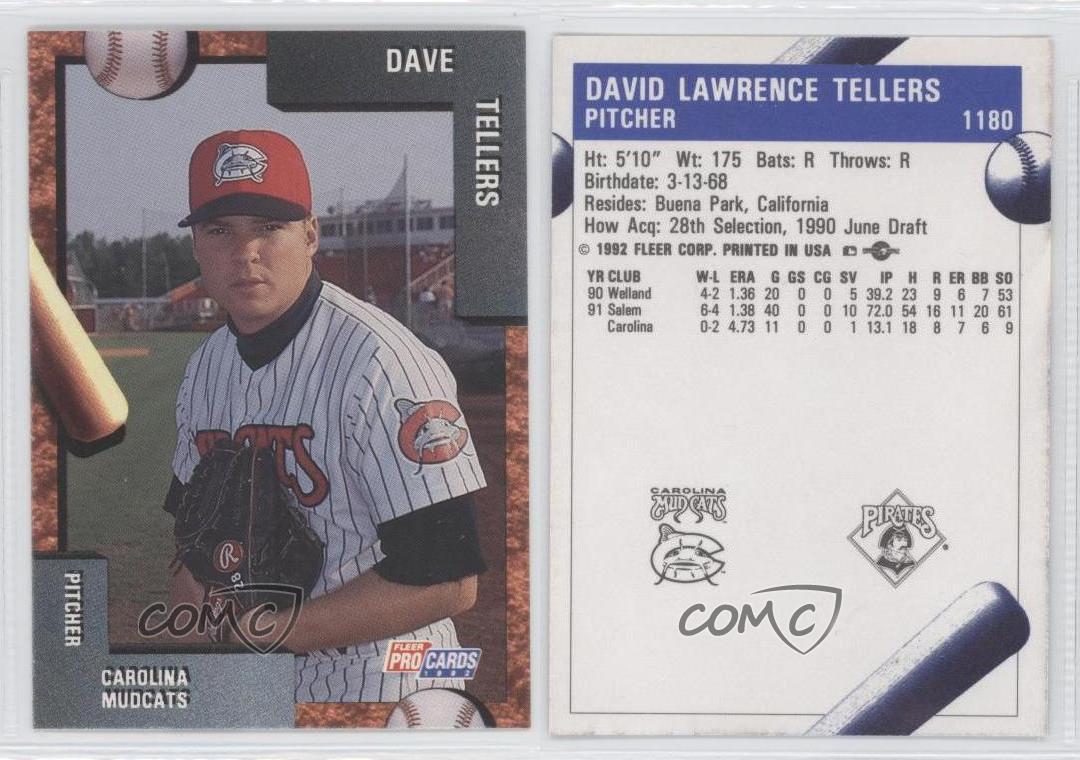 DAVE
TELLERS
PITCHER
CAROLINA
MUDCATS
FLEER
PRO CARDS
1992
R
28
COMC
DAVID LAWRENCE TELLERS
PITCHER 1180
Ht: 5'10" Wt: 175 Bats: R Throws: R
Birthdate: 3-13-68
Resides: Buena Park, California
How Acq: 28th Selection, 1990 June Draft
© 1992 FLEER CORP. PRINTED IN USA
YR CLUB W-L ERA G GS CG SV IP H R ER BB SO
90 Welland 4-2 1.36 20 0 0 5 39.2 23 9 6 7 53
91 Salem 6-4 1.38 40 0 0 10 72.0 54 16 11 20 61
Carolina 0-2 4.73 11 0 0 1 13.1 18 8 7 6 9
CAROLINA
MUDCATS
PIRATES
COMC